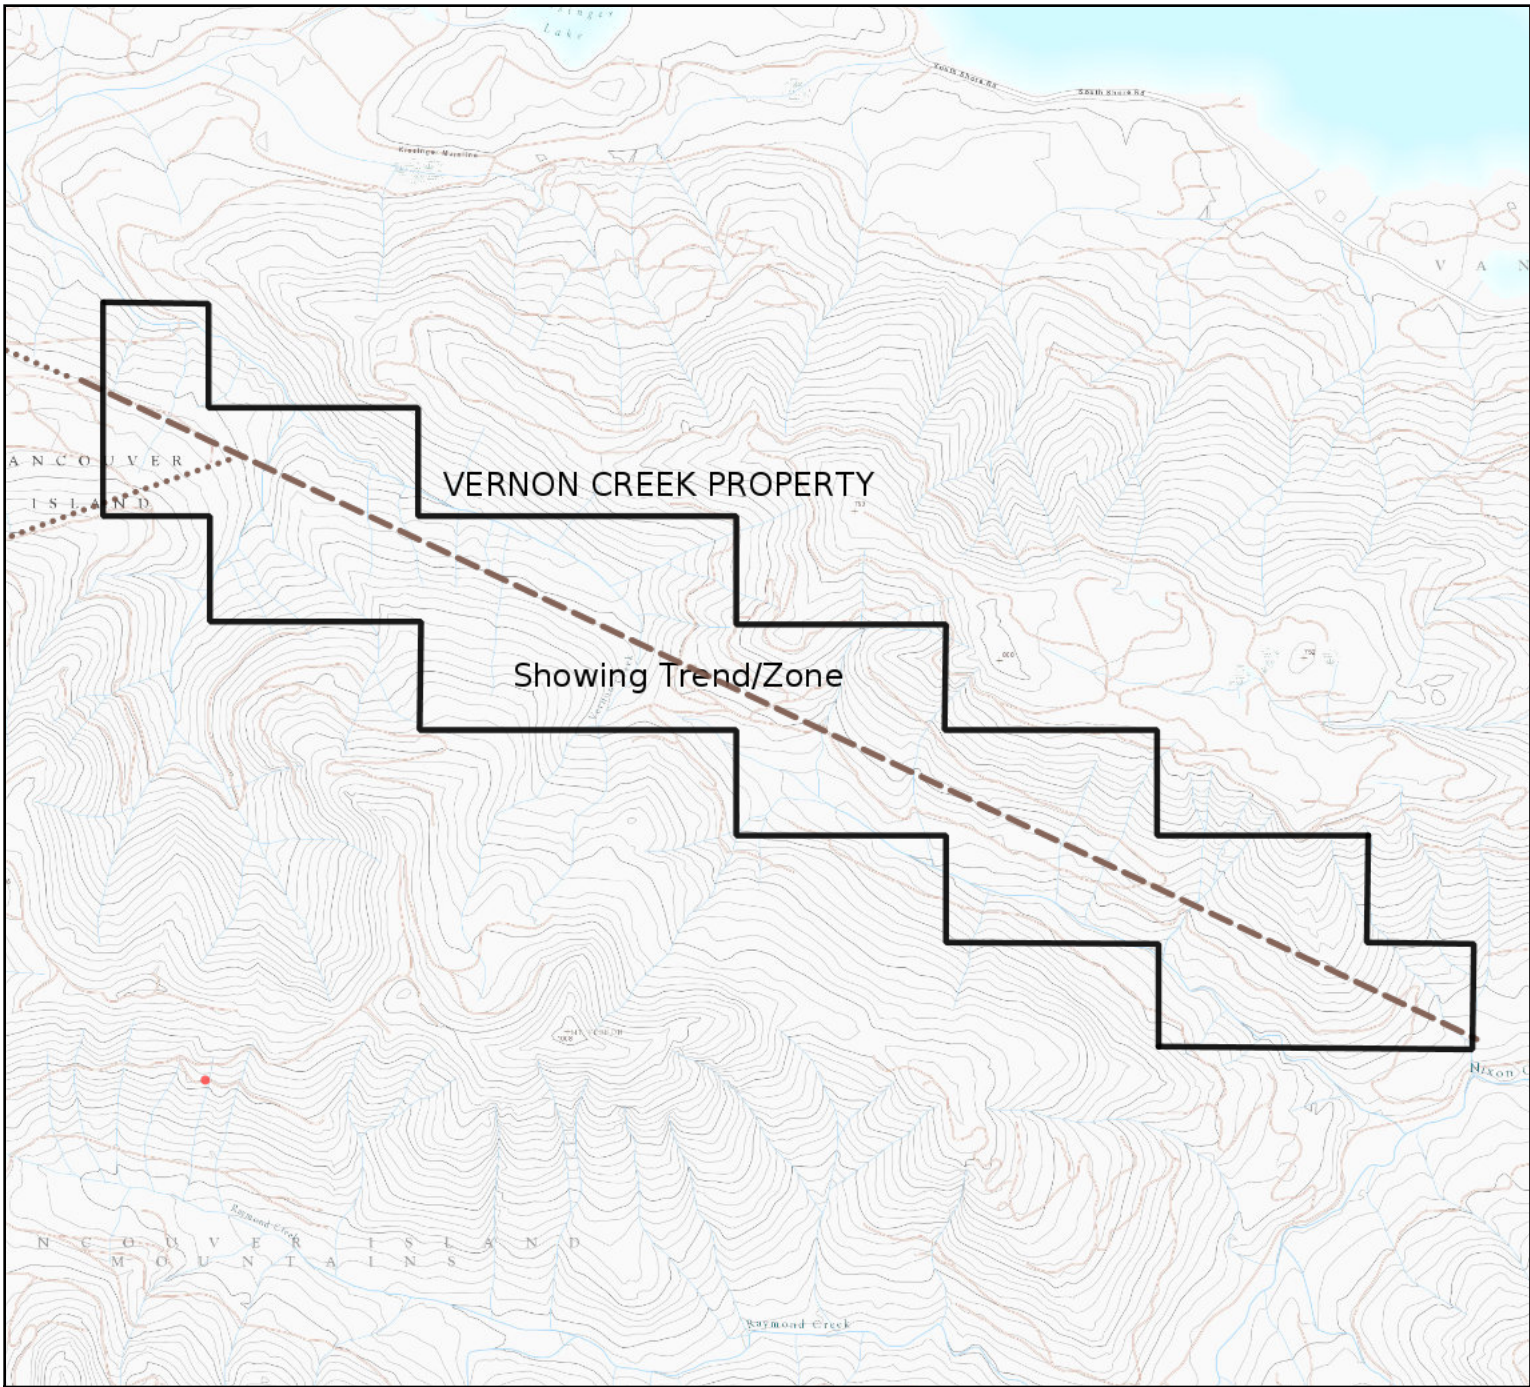 Lake
South Shore Rd
South Shore Rd
V A N
ANCOUVER
ISLAND
VERNON CREEK PROPERTY
Showing Trend/Zone
Nixon C
Raymond Creek
NCOUVER ISLAND
MOUNTAINS
Raymond Creek